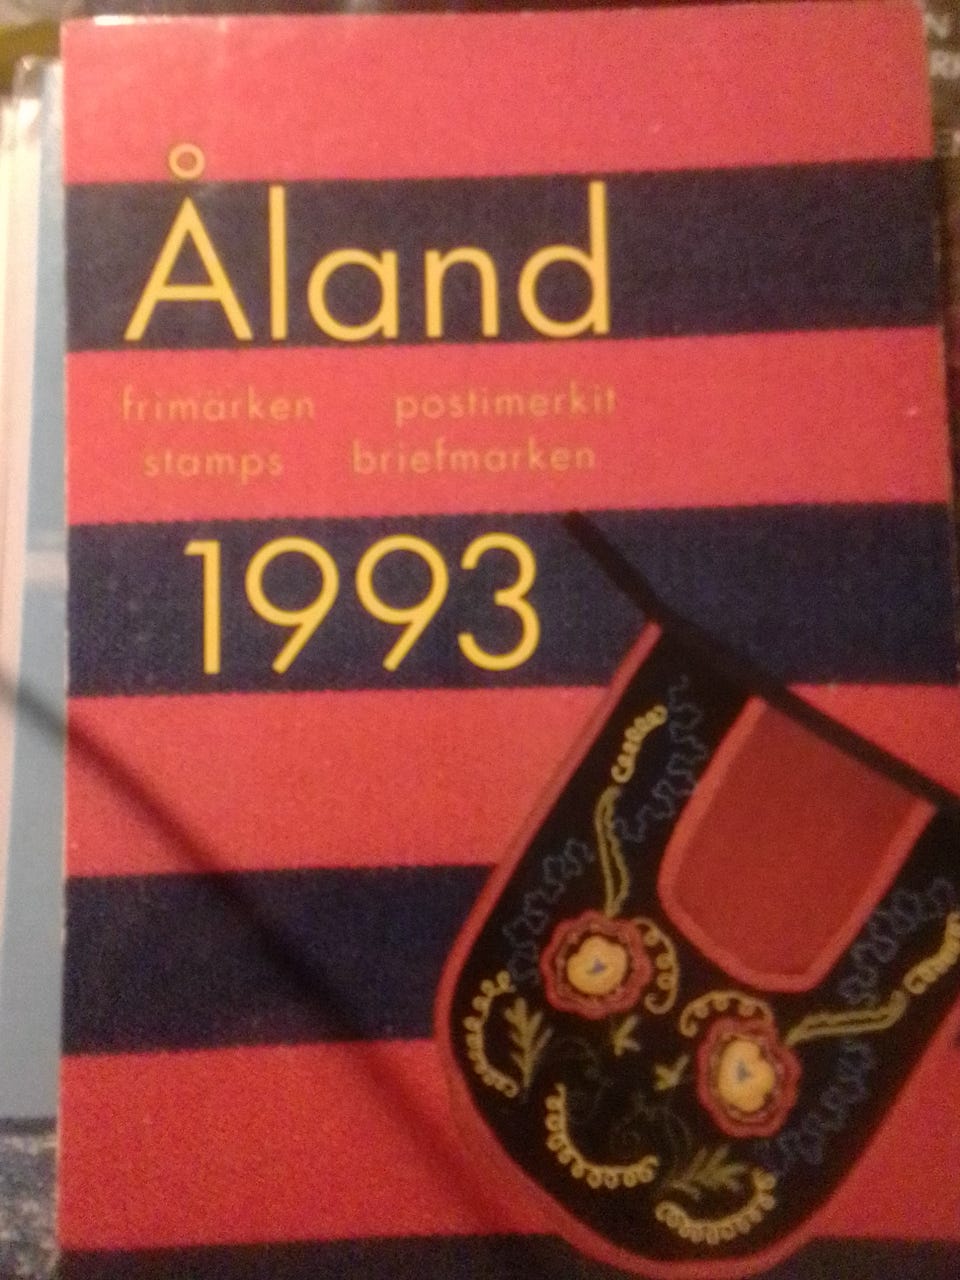 Åland
frimärken postimerkit
stamps briefmarken
1993